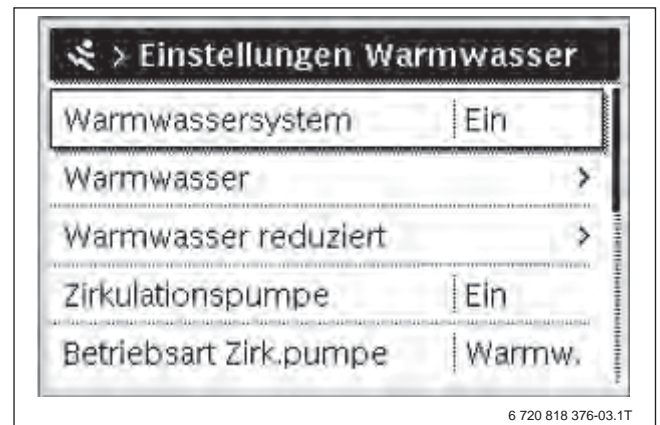 > Einstellungen Warmwasser
Warmwassersystem Ein
Warmwasser >
Warmwasser reduziert >
Zirkulationspumpe Ein
Betriebsart Zirk.pumpe Warmw.
6 720 818 376-03.1T